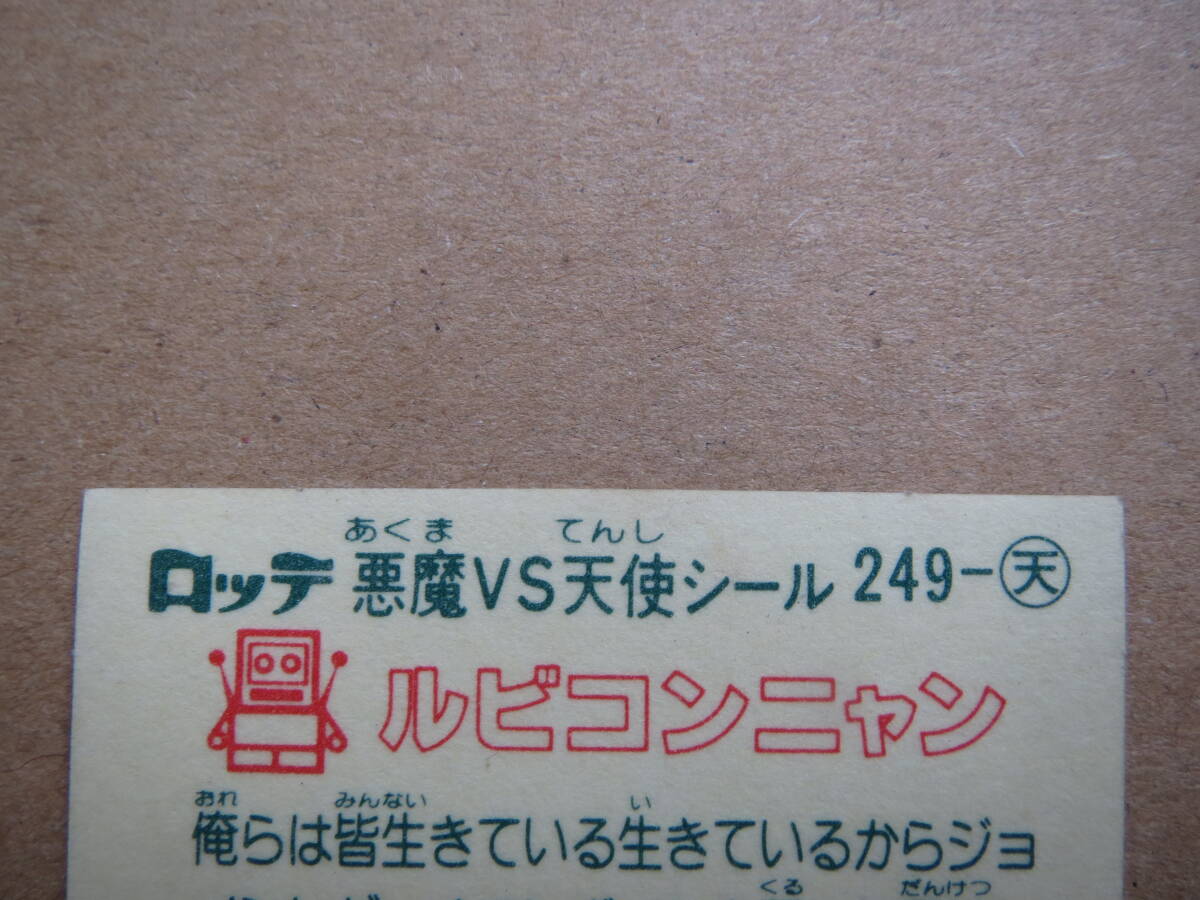 あくま てんし
ロッテ 悪魔VS天使シール 249-㊝天
ルビコンニャン
おれ みんない い
俺らは皆生きている生きているからジョ
くる だんけつ